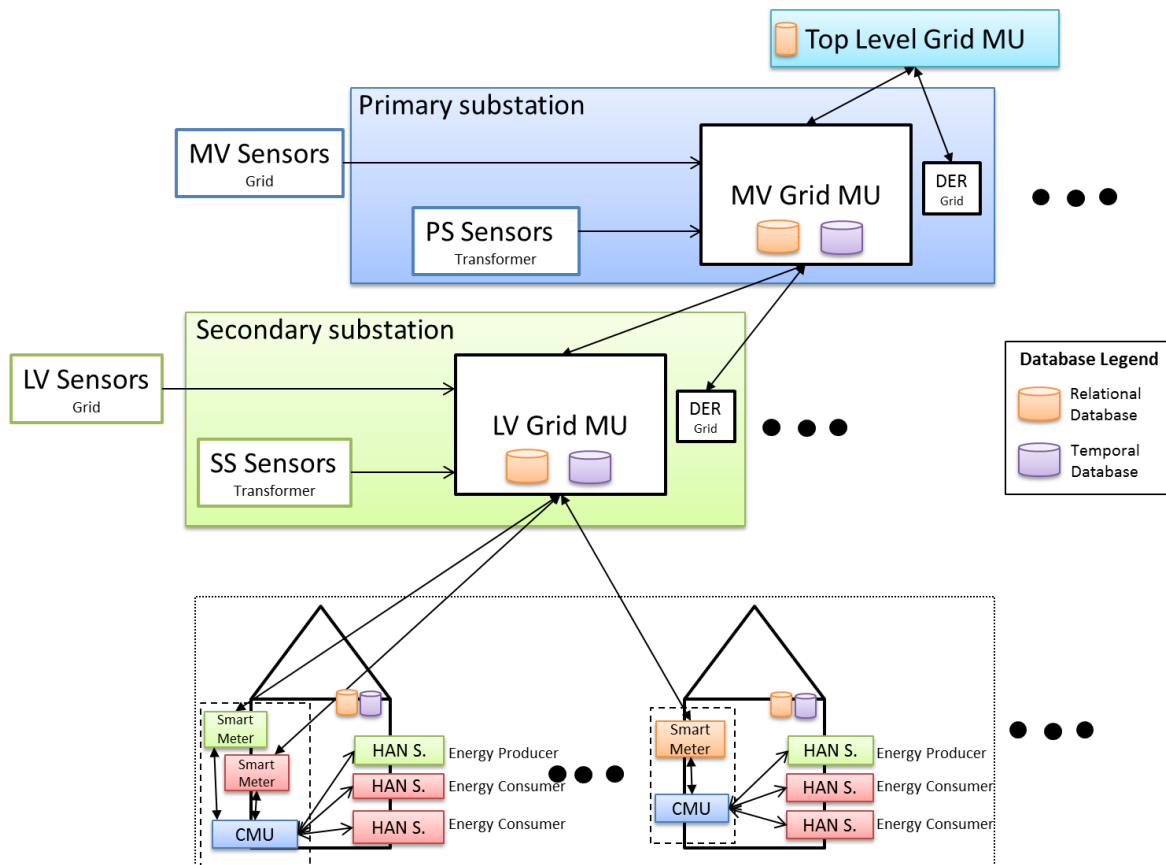 Top Level Grid MU
Primary substation
MV Sensors
Grid
MV Grid MU
DER
Grid
PS Sensors
Transformer
Secondary substation
LV Sensors
Grid
LV Grid MU
DER
Grid
SS Sensors
Transformer
Database Legend
Relational
Database
Temporal
Database
Smart
Meter
Smart
Meter
CMU
HAN S.
Energy Producer
HAN S.
Energy Consumer
HAN S.
Energy Consumer
Smart
Meter
CMU
HAN S.
Energy Producer
HAN S.
Energy Consumer
HAN S.
Energy Consumer